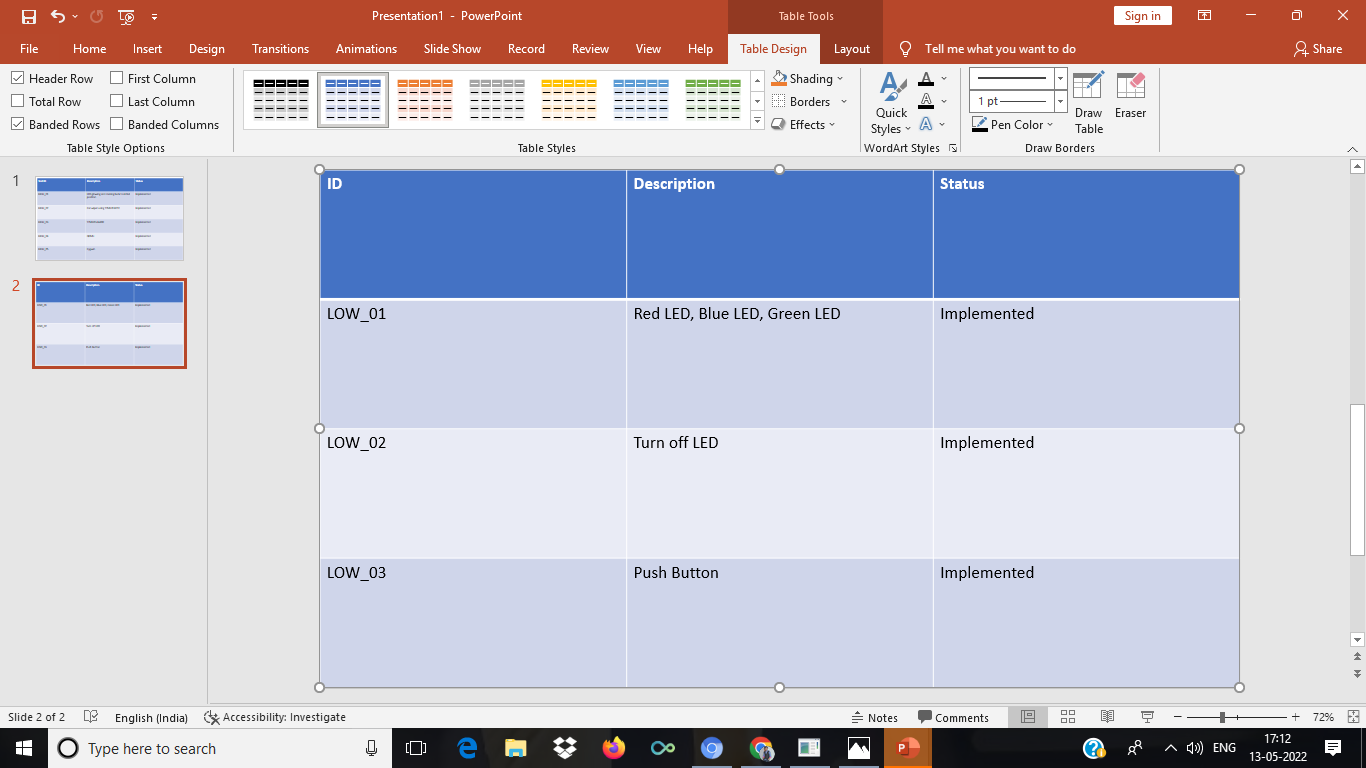 Presentation1 - PowerPoint
Table Tools
Sign in
File Home Insert Design Transitions Animations Slide Show Record Review View Help Table Design Layout Tell me what you want to do Share
Header Row First Column
Total Row Last Column
Banded Rows Banded Columns
Table Style Options
Table Styles
Shading
Borders
Effects
Quick Styles
A
A
A
A
WordArt Styles
1 pt
Pen Color
Draw Table
Eraser
Draw Borders
1
2
ID Description Status
LOW_01 Red LED, Blue LED, Green LED Implemented
LOW_02 Turn off LED Implemented
LOW_03 Push Button Implemented
Slide 2 of 2 English (India) Accessibility: Investigate Notes Comments 72%
Type here to search
ENG
17:12
13-05-2022